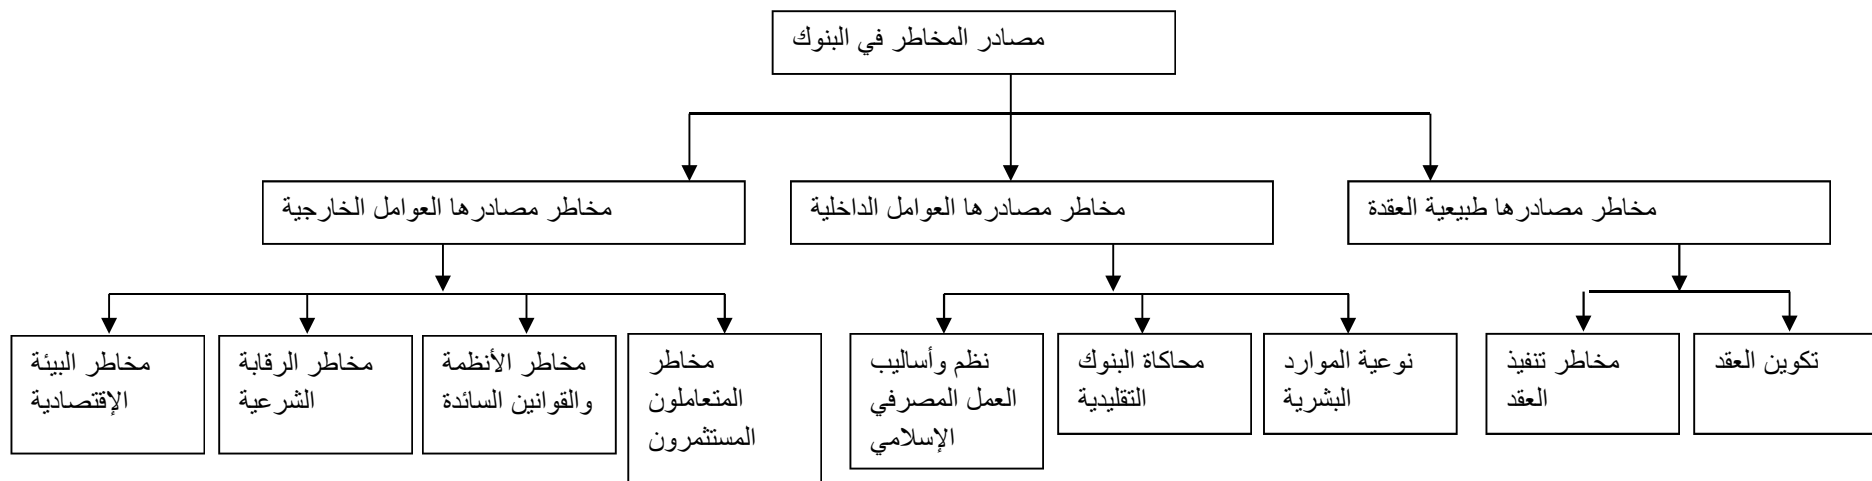 مصادر المخاطر في البنوك
مخاطر مصادرها طبيعية العقدة
مخاطر مصادرها العوامل الداخلية
مخاطر مصادرها العوامل الخارجية
تكوين العقد
مخاطر تنفيذ
العقد
نوعية الموارد
البشرية
محاكاة البنوك
التقليدية
نظم وأساليب
العمل المصرفي
الإسلامي
مخاطر
المتعاملون
المستثمرون
مخاطر الأنظمة
والقوانين السائدة
مخاطر الرقابة
الشرعية
مخاطر البيئة
الإقتصادية